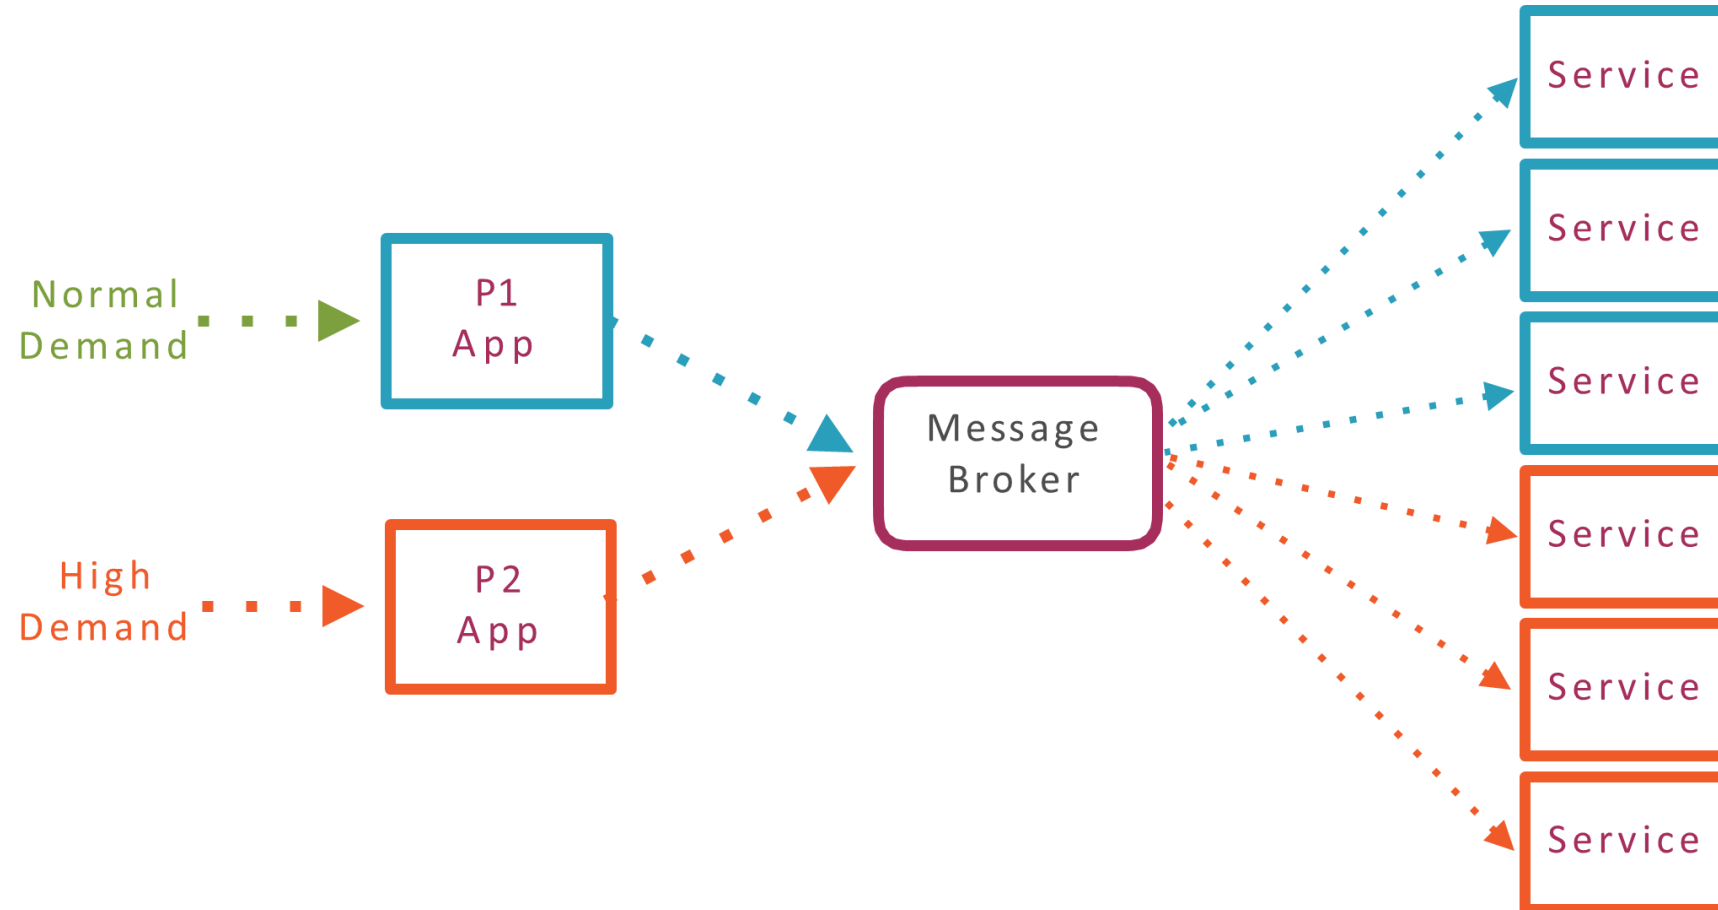 Normal
Demand
P1
App
High
Demand
P2
App
Message
Broker
Service
Service
Service
Service
Service
Service